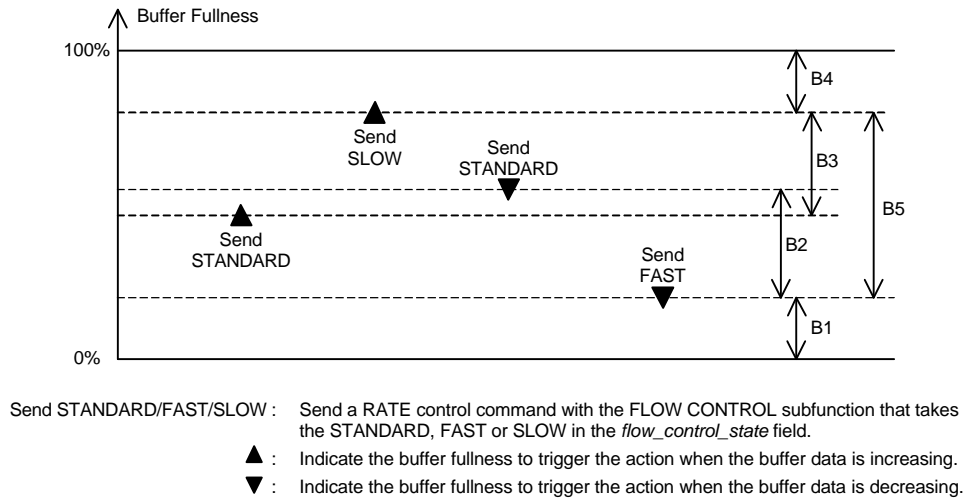 Buffer Fullness
100%
B4
Send
SLOW
Send
STANDARD
B3
B5
Send
STANDARD
B2
Send
FAST
B1
0%
Send STANDARD/FAST/SLOW : Send a RATE control command with the FLOW CONTROL subfunction that takes
the STANDARD, FAST or SLOW in the flow_control_state field.
▲ : Indicate the buffer fullness to trigger the action when the buffer data is increasing.
▼ : Indicate the buffer fullness to trigger the action when the buffer data is decreasing.